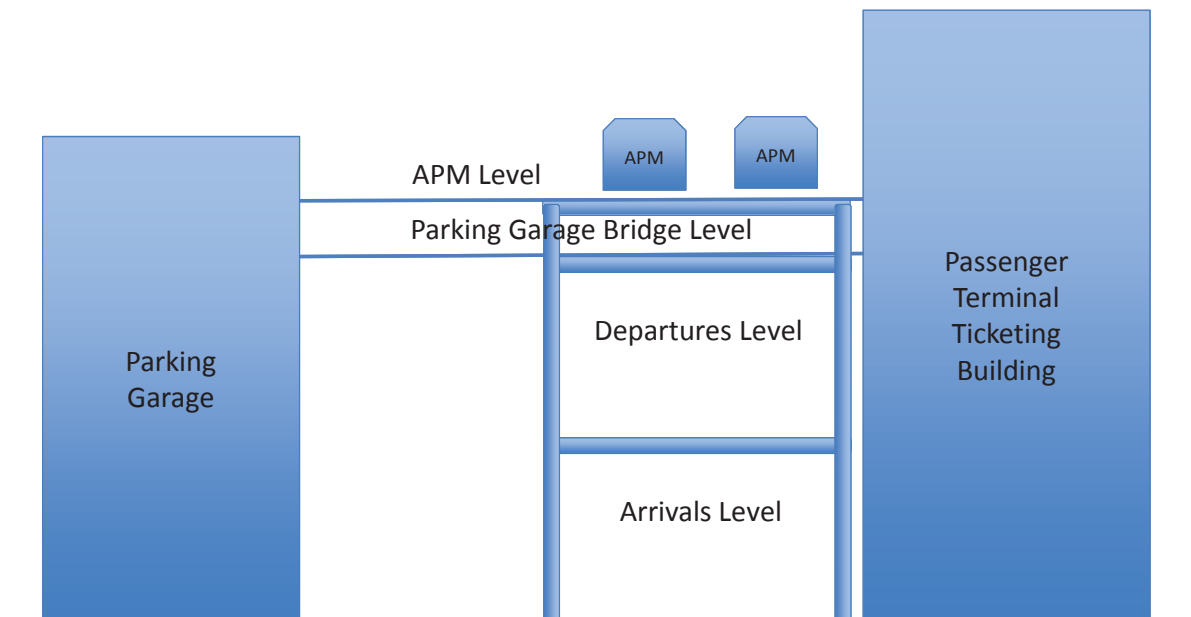 APM
APM
APM Level
Parking Garage Bridge Level
Passenger
Terminal
Ticketing
Building
Departures Level
Parking
Garage
Arrivals Level